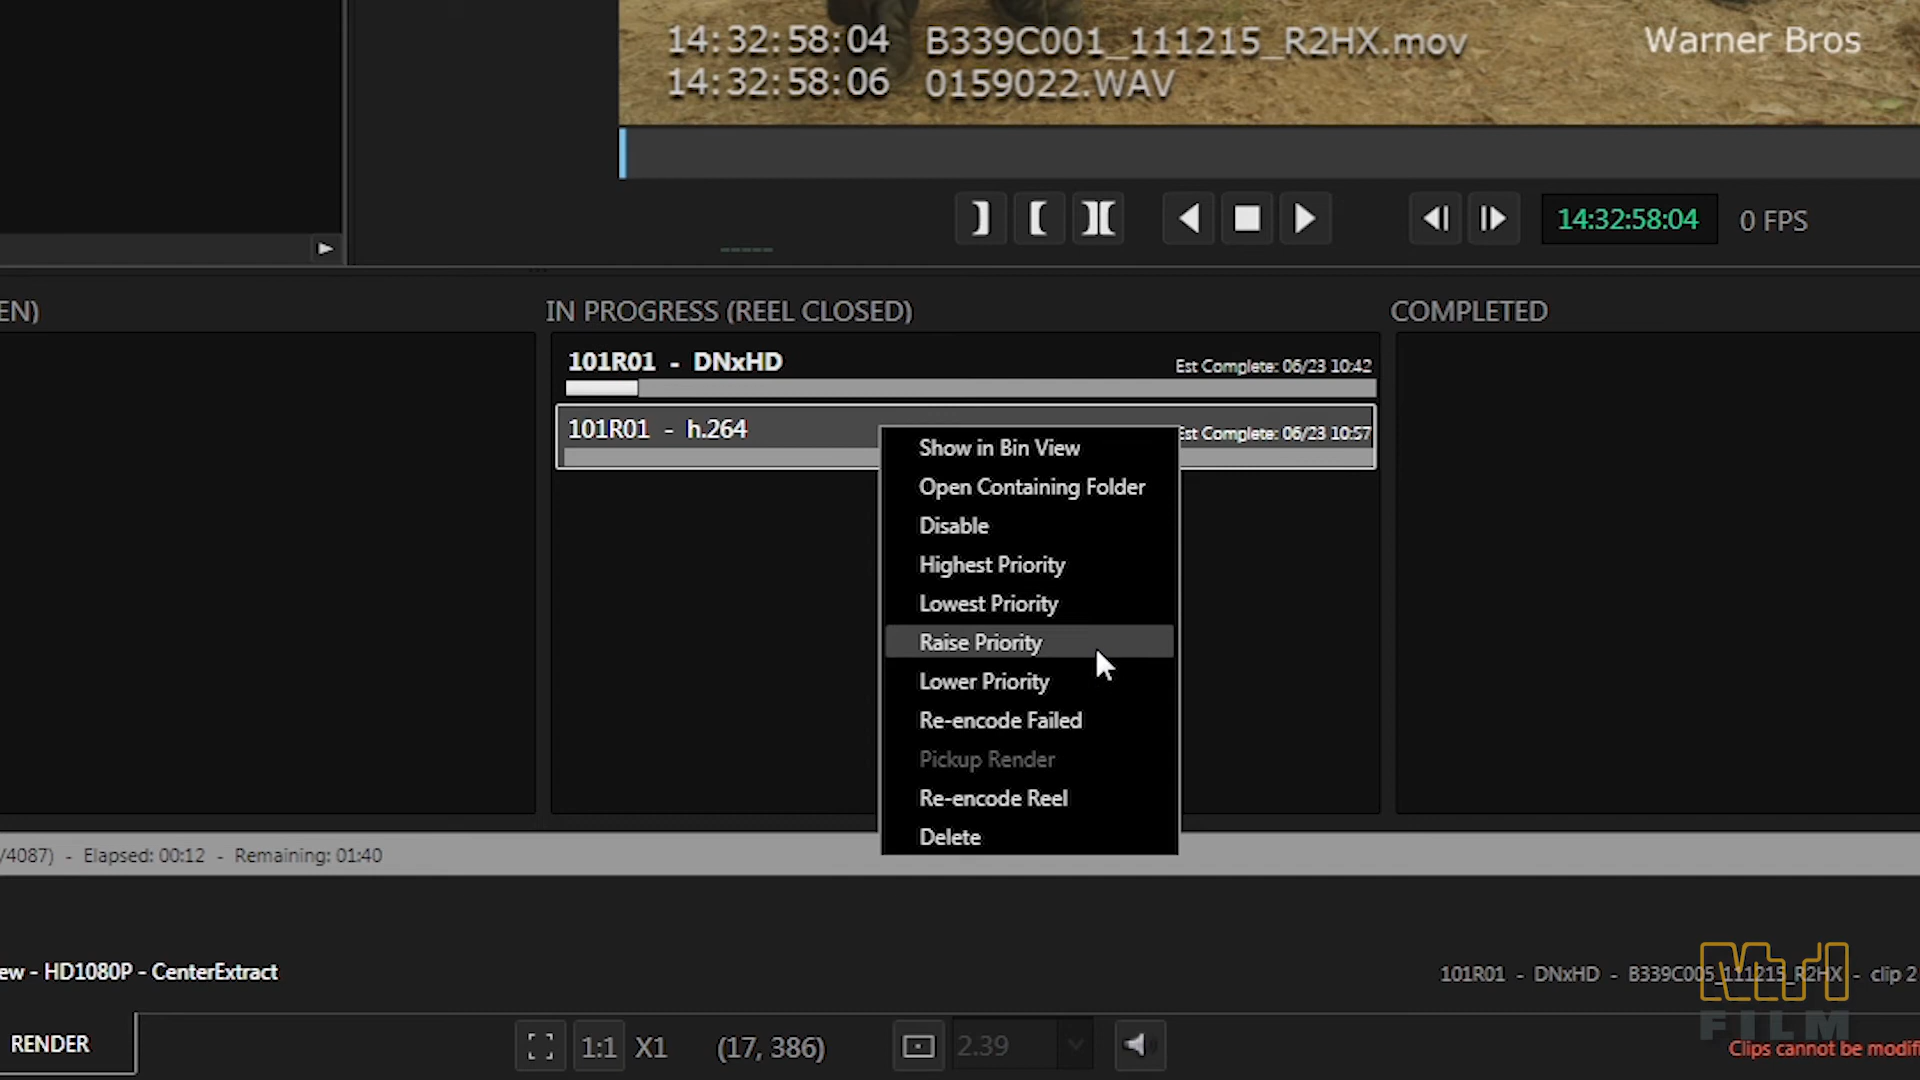 14:32:58:04 B339C001_111215_R2HX.mov
Warner Bros
14:32:58:06 0159022.WAV
14:32:58:04 0 FPS
EN)
IN PROGRESS (REEL CLOSED)
COMPLETED
101R01 - DNxHD
Est Complete: 06/23 10:42
101R01 - h.264
Est Complete: 06/23 10:57
Show in Bin View
Open Containing Folder
Disable
Highest Priority
Lowest Priority
Raise Priority
Lower Priority
Re-encode Failed
Pickup Render
Re-encode Reel
Delete
/4087) - Elapsed: 00:12 - Remaining: 01:40
ew - HD1080P - CenterExtract
101R01 - DNxHD - B339C005_111215_R2HX - clip 2
MTI
FILM
RENDER
1:1 X1 (17, 386)
2.39
Clips cannot be modifi